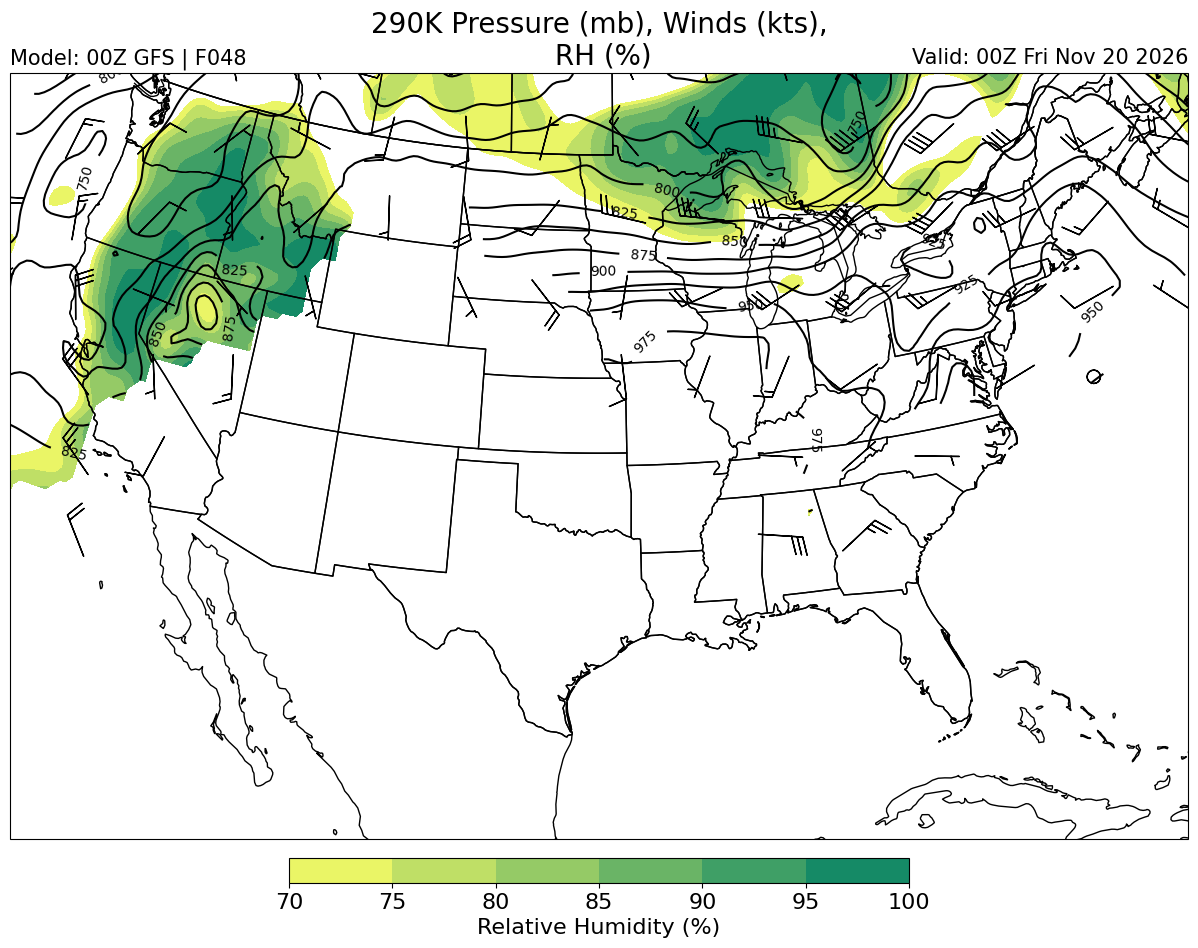 290K Pressure (mb), Winds (kts),
RH (%)
Model: 00Z GFS | F048
Valid: 00Z Fri Nov 20 2026
750
750
800
825
850
875
900
975
825
850
875
825
925
950
975
70 75 80 85 90 95 100
Relative Humidity (%)